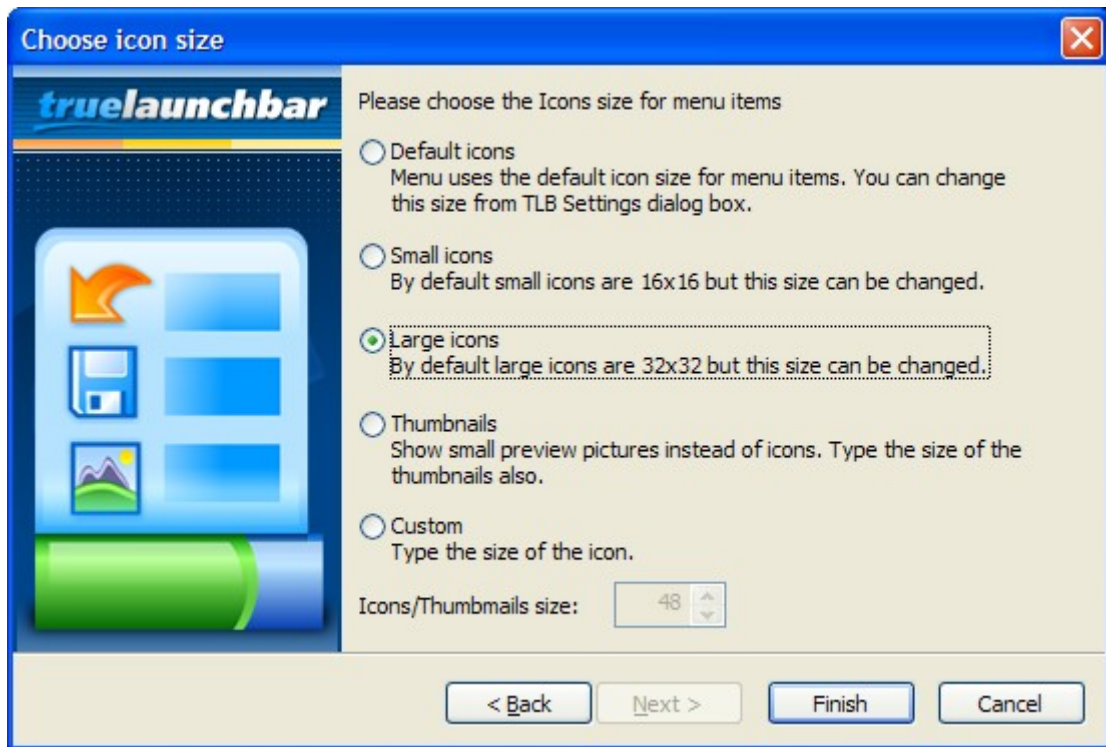 Choose icon size
truelaunchbar
Please choose the Icons size for menu items
Default icons
Menu uses the default icon size for menu items. You can change
this size from TLB Settings dialog box.
Small icons
By default small icons are 16x16 but this size can be changed.
Large icons
By default large icons are 32x32 but this size can be changed.
Thumbnails
Show small preview pictures instead of icons. Type the size of the
thumbnails also.
Custom
Type the size of the icon.
Icons/Thumbmails size: 48
< Back Next > Finish Cancel